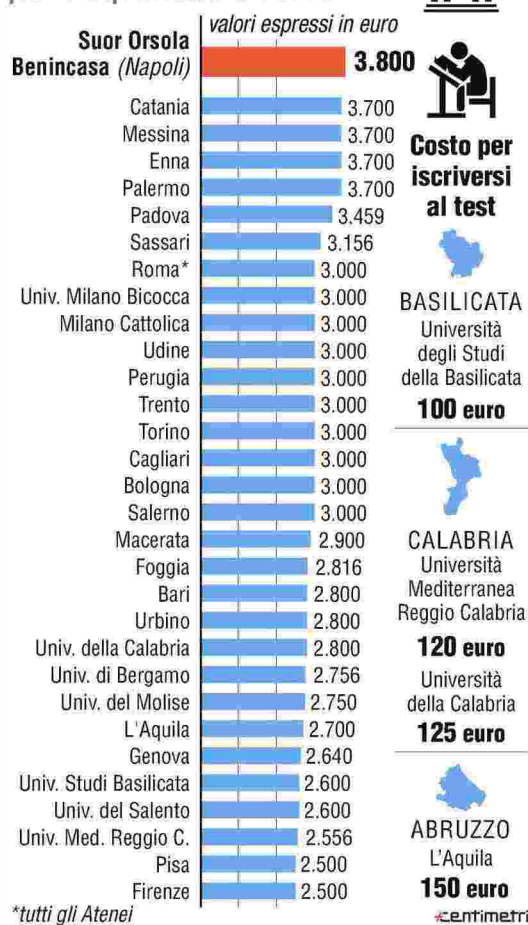 valori espressi in euro
Suor Orsola
Benincasa (Napoli) 3.800
Catania 3.700
Messina 3.700
Enna 3.700
Palermo 3.700
Padova 3.459
Sassari 3.156
Roma* 3.000
Univ. Milano Bicocca 3.000
Milano Cattolica 3.000
Udine 3.000
Perugia 3.000
Trento 3.000
Torino 3.000
Cagliari 3.000
Bologna 3.000
Salerno 3.000
Macerata 2.900
Foggia 2.816
Bari 2.800
Urbino 2.800
Univ. della Calabria 2.800
Univ. di Bergamo 2.756
Univ. del Molise 2.750
L'Aquila 2.700
Genova 2.640
Univ. Studi Basilicata 2.600
Univ. del Salento 2.600
Univ. Med. Reggio C. 2.556
Pisa 2.500
Firenze 2.500
*tutti gli Atenei
Costo per
iscriversi
al test
BASILICATA
Università
degli Studi
della Basilicata
100 euro
CALABRIA
Università
Mediterranea
Reggio Calabria
120 euro
Università
della Calabria
125 euro
ABRUZZO
L'Aquila
150 euro
centimetri